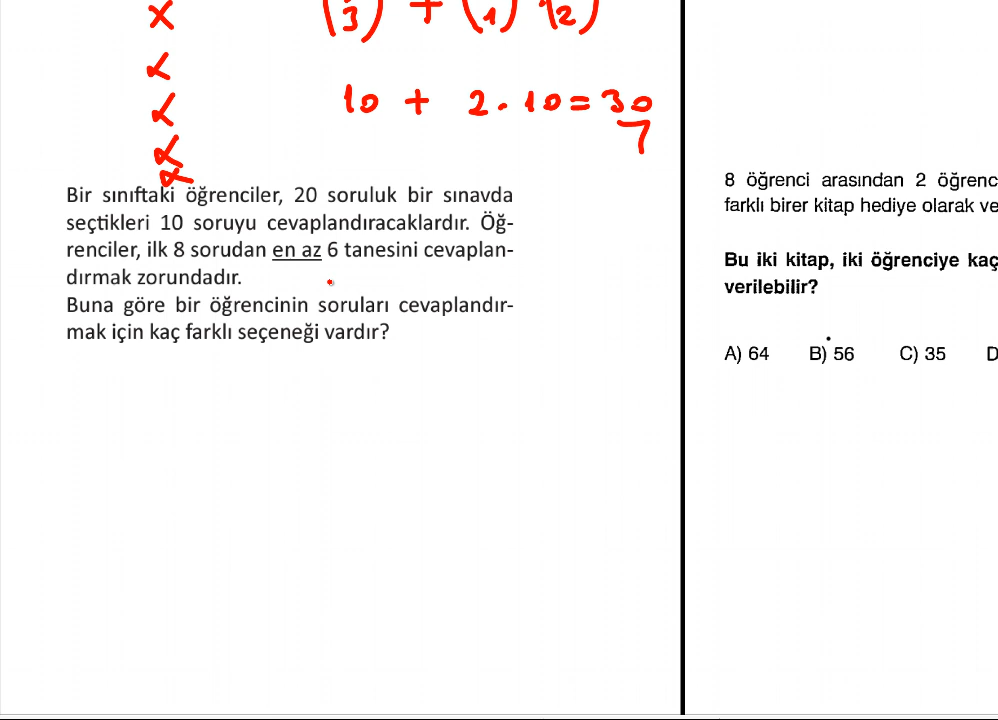 (3) + (1) (2)
10 + 2 . 10 = 30
Bir sınıftaki öğrenciler, 20 soruluk bir sınavda
seçtikleri 10 soruyu cevaplandıracaklardır. Öğ-
renciler, ilk 8 sorudan en az 6 tanesini cevaplan-
dırmak zorundadır.
Buna göre bir öğrencinin soruları cevaplandır-
mak için kaç farklı seçeneği vardır?
8 öğrenci arasından 2 öğrenc
farklı birer kitap hediye olarak ve
Bu iki kitap, iki öğrenciye kaç
verilebilir?
A) 64 B) 56 C) 35 D